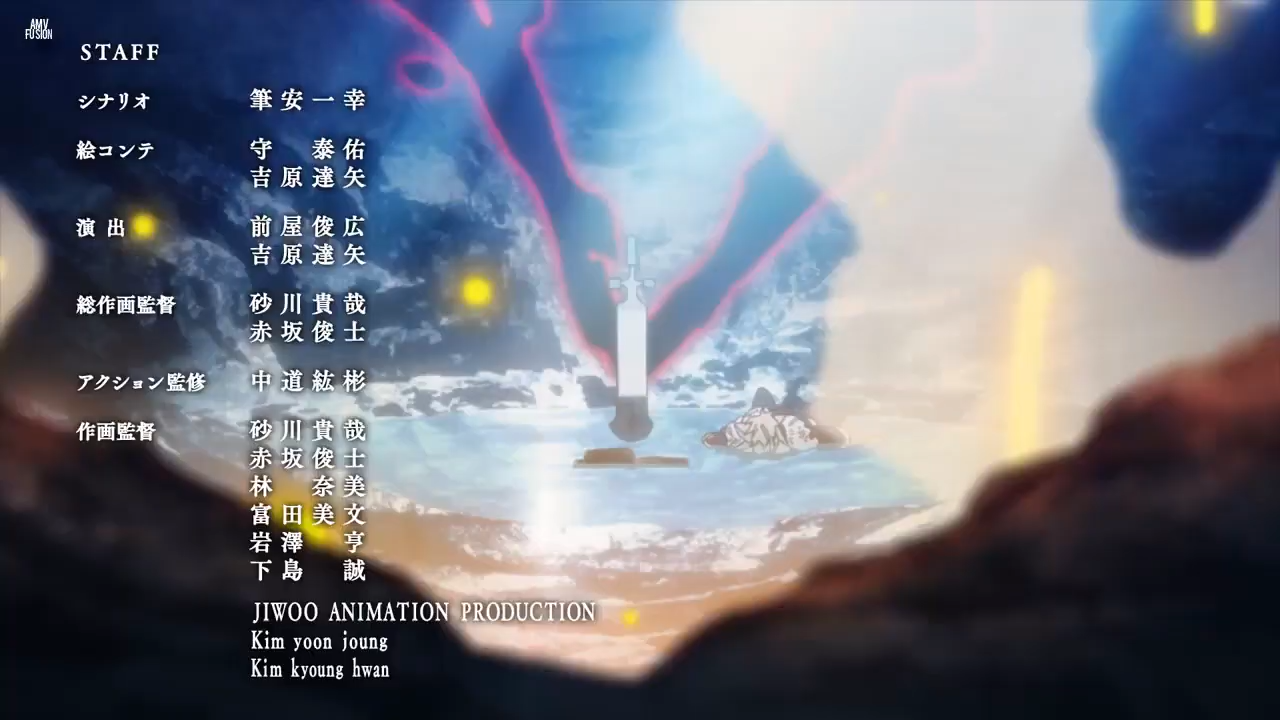 AMV
FUSION
STAFF
シナリオ 筆安一幸
絵コンテ 守 泰佑
吉原達矢
演出 前屋俊広
吉原達矢
総作画監督 砂川貴哉
赤坂俊士
アクション監修 中道紘彬
作画監督 砂川貴哉
赤坂俊士
林 奈美
富田美文
岩澤 亨
下島 誠
JIWOO ANIMATION PRODUCTION
Kim yoon joung
Kim kyoung hwan